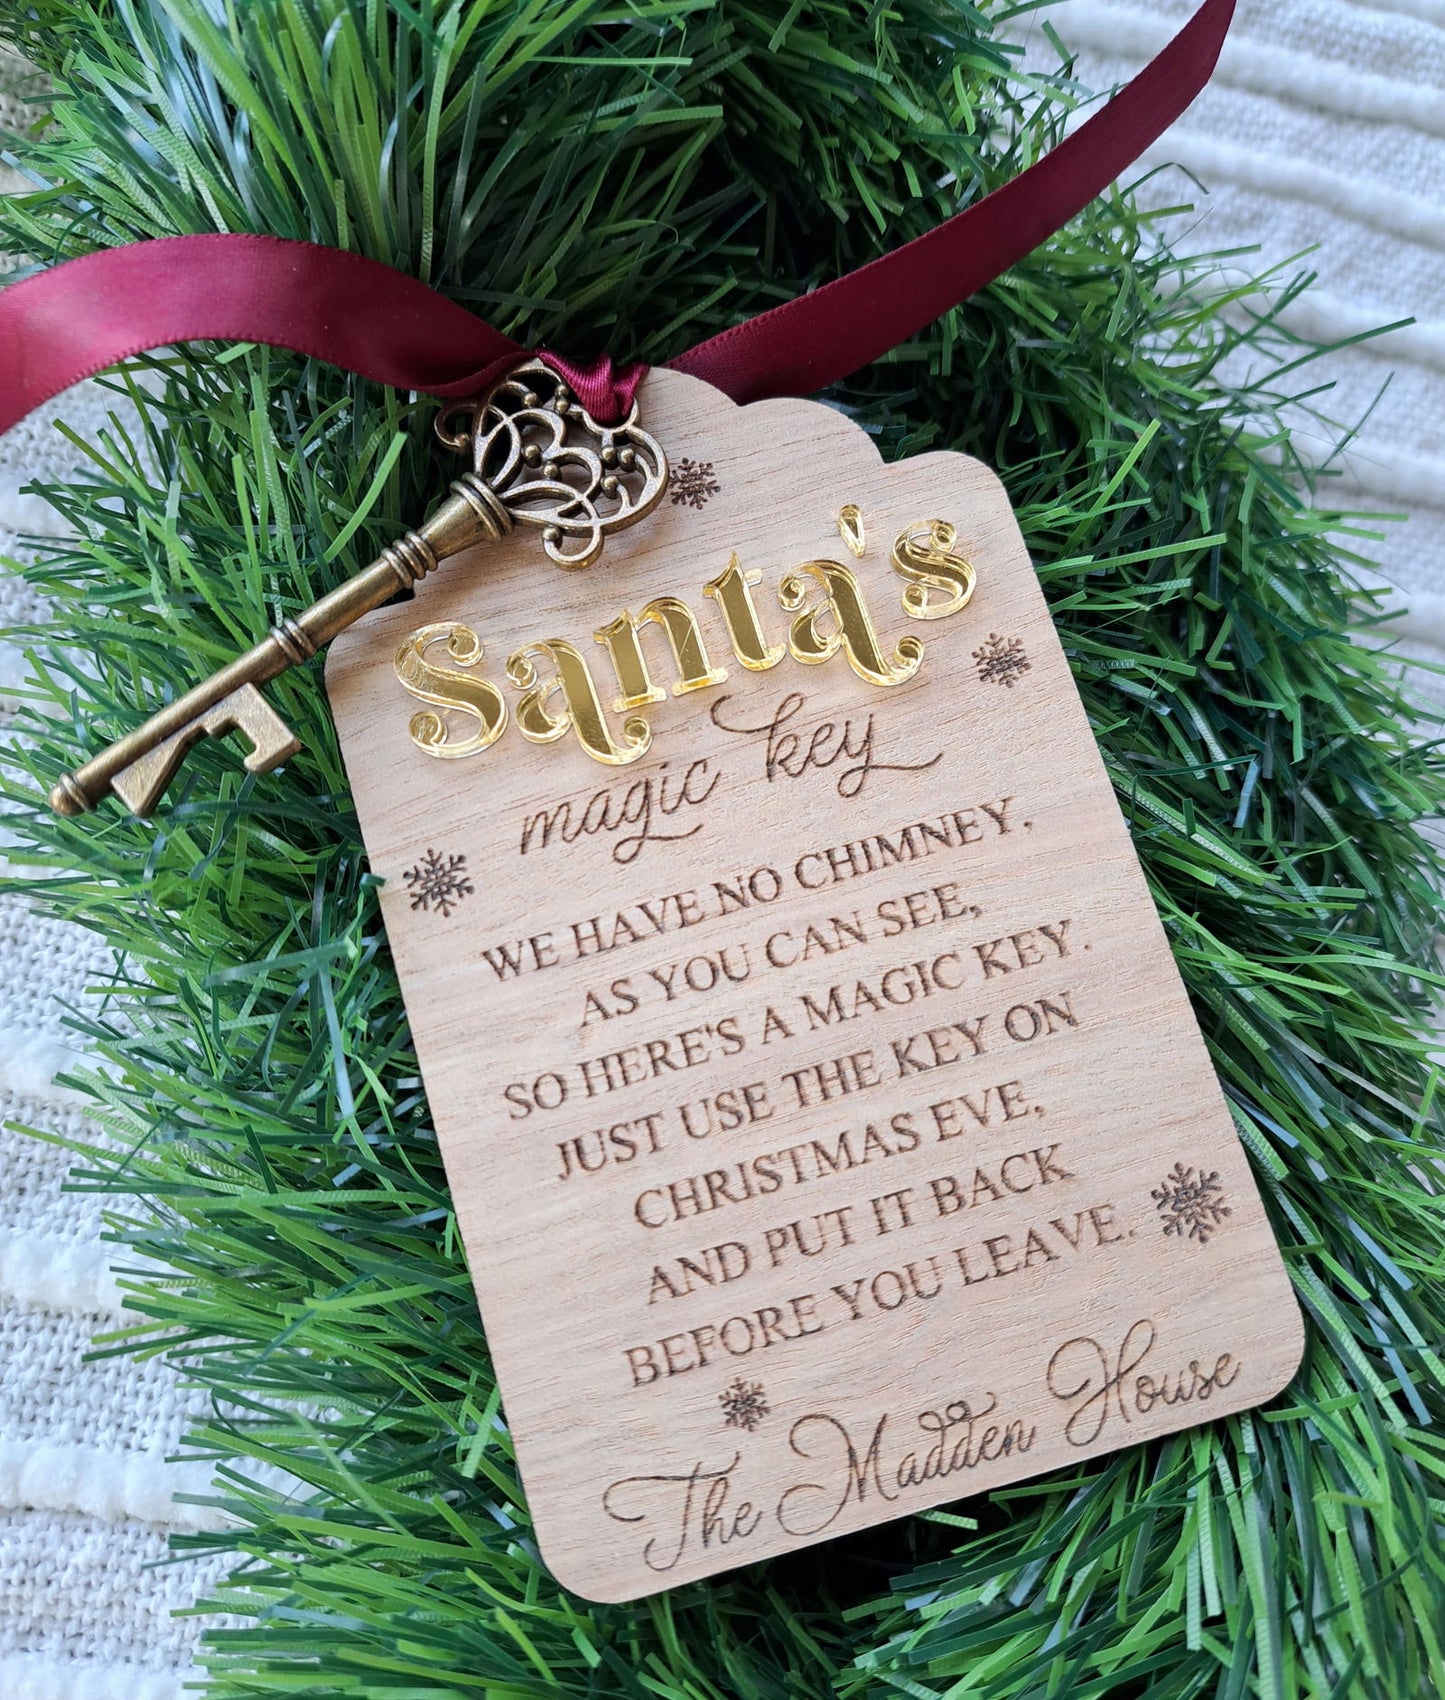 Santa's
magic key
WE HAVE NO CHIMNEY,
AS YOU CAN SEE,
SO HERE'S A MAGIC KEY.
JUST USE THE KEY ON
CHRISTMAS EVE,
AND PUT IT BACK
BEFORE YOU LEAVE.
The Madden House